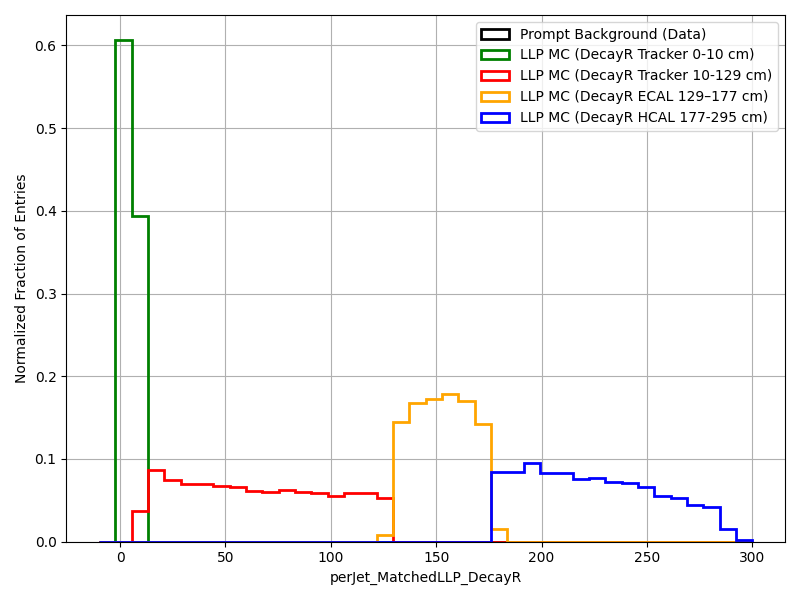 Prompt Background (Data)
LLP MC (DecayR Tracker 0-10 cm)
LLP MC (DecayR Tracker 10-129 cm)
LLP MC (DecayR ECAL 129–177 cm)
LLP MC (DecayR HCAL 177-295 cm)
Normalized Fraction of Entries
0.6
0.5
0.4
0.3
0.2
0.1
0.0
0 50 100 150 200 250 300
perJet_MatchedLLP_DecayR